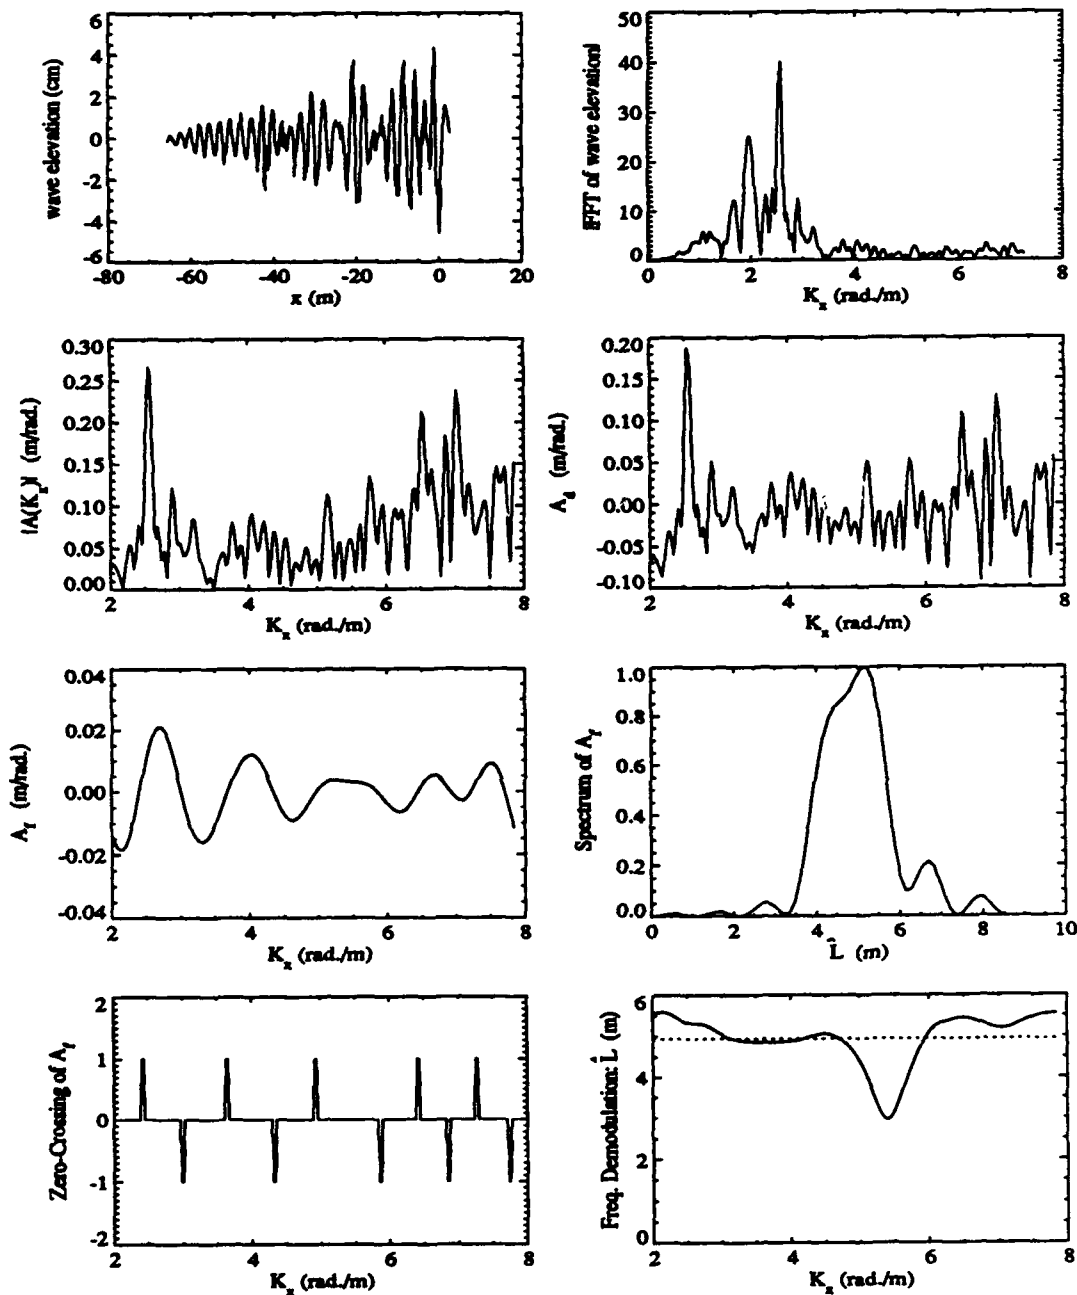 wave elevation (cm)
6
4
2
0
-2
-4
-6
-80 -60 -40 -20 0 20
x (m)
|FFT of wave elevation|
50
40
30
20
10
0
0 2 4 6 8
K_x (rad./m)
|A(K_x)| (m/rad.)
0.30
0.25
0.20
0.15
0.10
0.05
0.00
2 4 6 8
K_x (rad./m)
A_d (m/rad.)
0.20
0.15
0.10
0.05
0.00
-0.05
-0.10
2 4 6 8
K_x (rad./m)
A_f (m/rad.)
0.04
0.02
0.00
-0.02
-0.04
2 4 6 8
K_x (rad./m)
Spectrum of A_f
1.0
0.8
0.6
0.4
0.2
0.0
0 2 4 6 8 10
L̂ (m)
Zero-Crossing of A_f
2
1
0
-1
-2
2 4 6 8
K_x (rad./m)
Freq. Demodulation: L̂ (m)
6
4
2
0
2 4 6 8
K_x (rad./m)